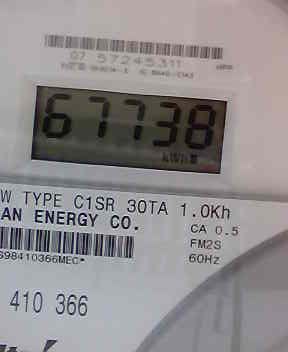 07 57245311
67738
kWh
W TYPE C1SR 30TA 1.0Kh
AN ENERGY CO.
CA 0.5
FM2S
S98410366MEC*
60Hz
410 366